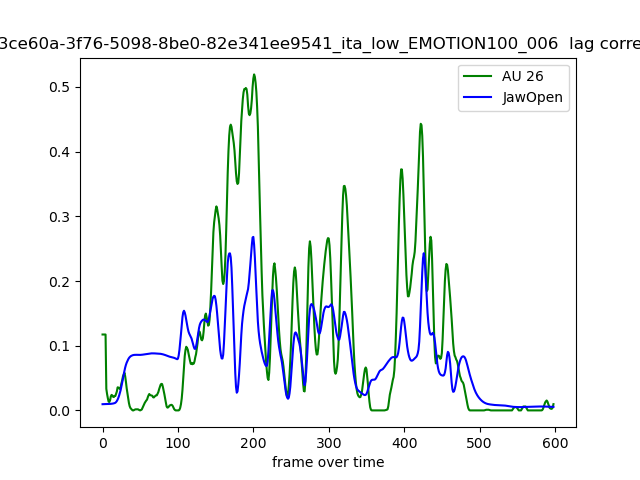 3ce60a-3f76-5098-8be0-82e341ee9541_ita_low_EMOTION100_006 lag corre
AU 26
JawOpen
0.5
0.4
0.3
0.2
0.1
0.0
0 100 200 300 400 500 600
frame over time